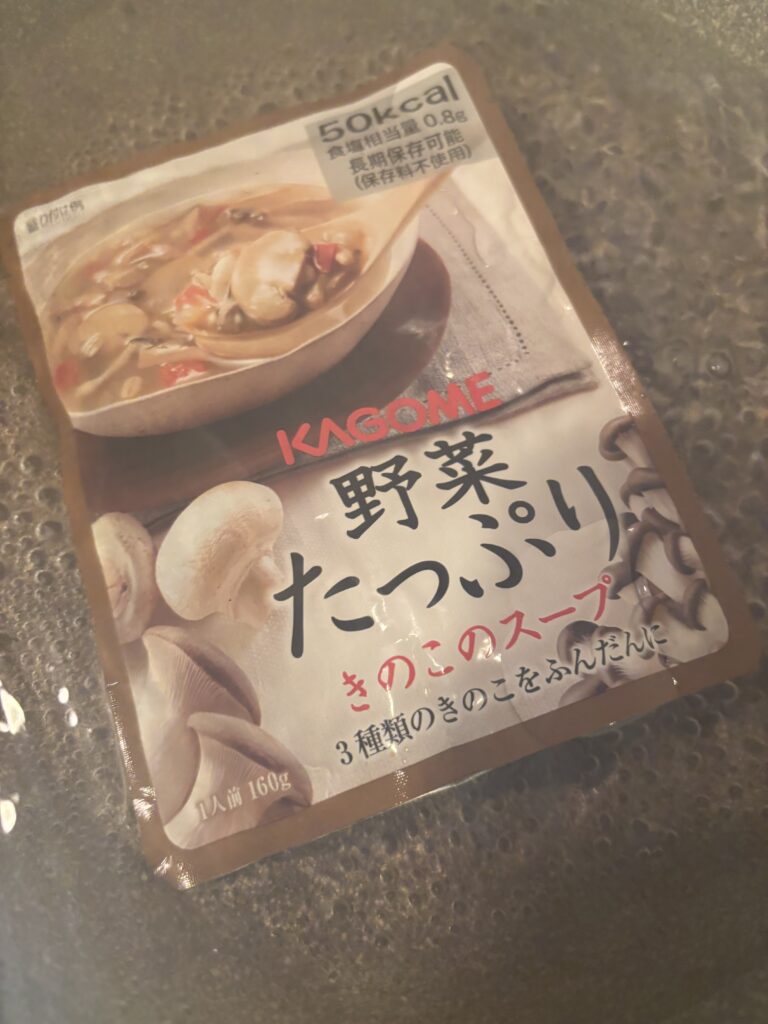 50kcal
食塩相当量 0.8g
長期保存可能
(保存料不使用)
盛り付け例
KAGOME
野菜
たっぷり
きのこのスープ
3種類のきのこをふんだんに
1人前 160g